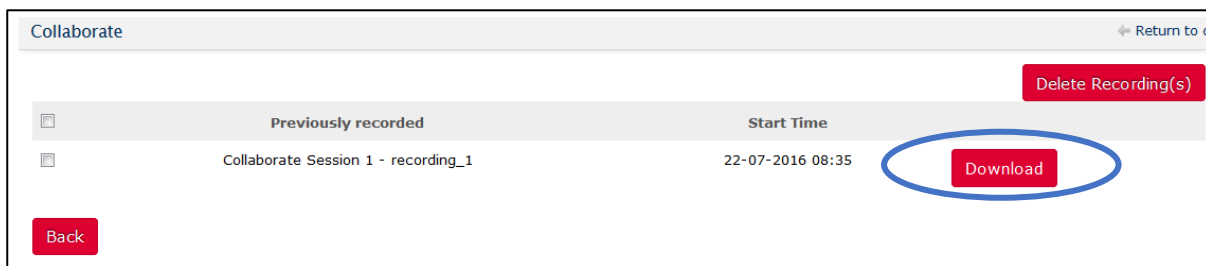 Collaborate Return to
Delete Recording(s)
Previously recorded Start Time
Collaborate Session 1 - recording_1 22-07-2016 08:35 Download
Back